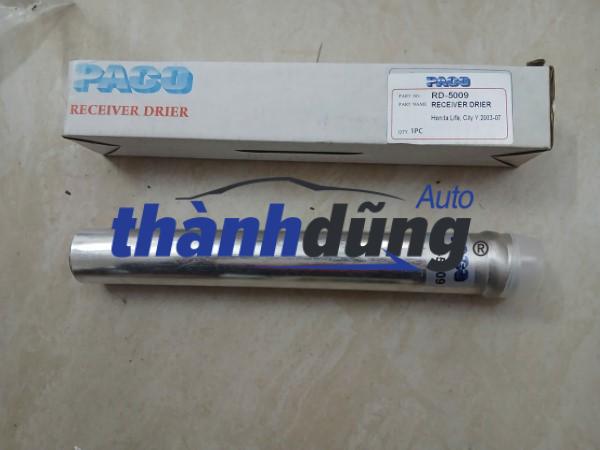 PACO
RECEIVER DRIER
PACO
PART NO: RD-5009
PART NAME: RECEIVER DRIER
Honda Life, City Y 2003-07
QTY. 1PC
Auto
thànhdũng
®